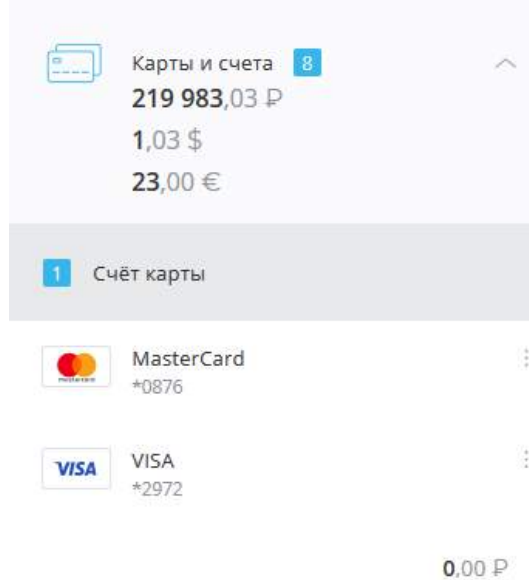 Карты и счета 8
219 983,03 ₽
1,03 $
23,00 €
1 Счёт карты
MasterCard
*0876
VISA VISA
*2972
0,00 ₽